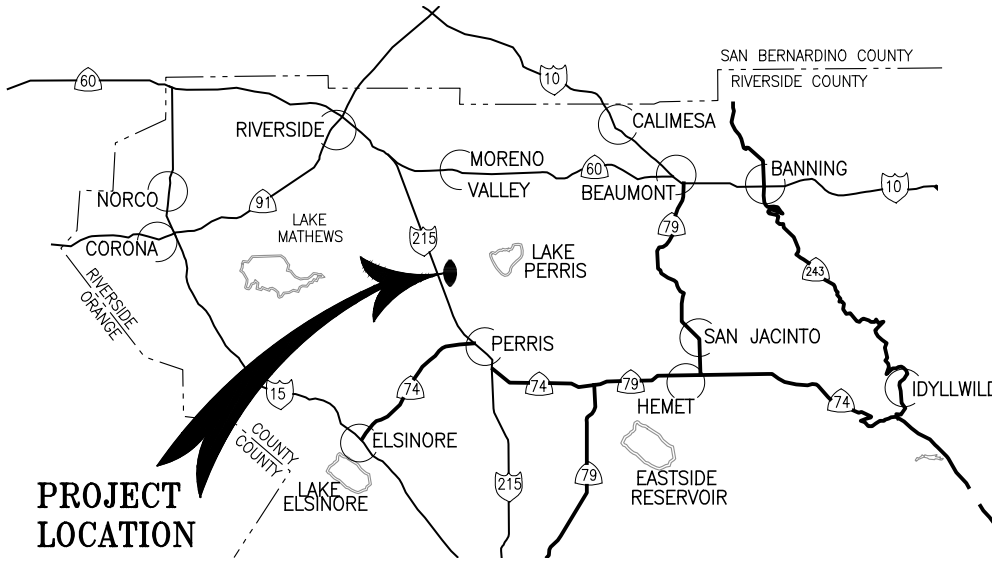 SAN BERNARDINO COUNTY
RIVERSIDE COUNTY
60
10
RIVERSIDE
CALIMESA
MORENO
VALLEY
60
BEAUMONT
BANNING
10
NORCO
91
CORONA
LAKE
MATHEWS
215
79
LAKE
PERRIS
243
RIVERSIDE
ORANGE
PERRIS
SAN JACINTO
15
74
74
79
HEMET
74
IDYLLWILD
COUNTY
COUNTY
ELSINORE
LAKE
ELSINORE
215
79
EASTSIDE
RESERVOIR
PROJECT
LOCATION